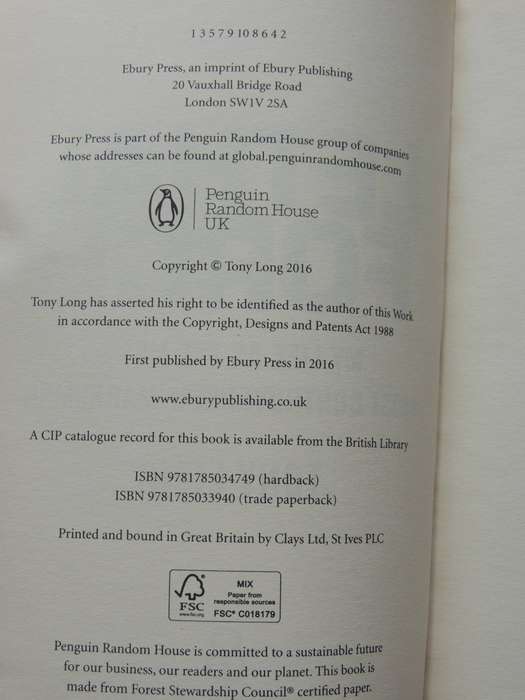 1 3 5 7 9 10 8 6 4 2
Ebury Press, an imprint of Ebury Publishing
20 Vauxhall Bridge Road
London SW1V 2SA
Ebury Press is part of the Penguin Random House group of companies
whose addresses can be found at global.penguinrandomhouse.com
Penguin
Random House
UK
Copyright © Tony Long 2016
Tony Long has asserted his right to be identified as the author of this Work
in accordance with the Copyright, Designs and Patents Act 1988
First published by Ebury Press in 2016
www.eburypublishing.co.uk
A CIP catalogue record for this book is available from the British Library
ISBN 9781785034749 (hardback)
ISBN 9781785033940 (trade paperback)
Printed and bound in Great Britain by Clays Ltd, St Ives PLC
FSC
www.fsc.org
MIX
Paper from
responsible sources
FSC® C018179
Penguin Random House is committed to a sustainable future
for our business, our readers and our planet. This book is
made from Forest Stewardship Council® certified paper.